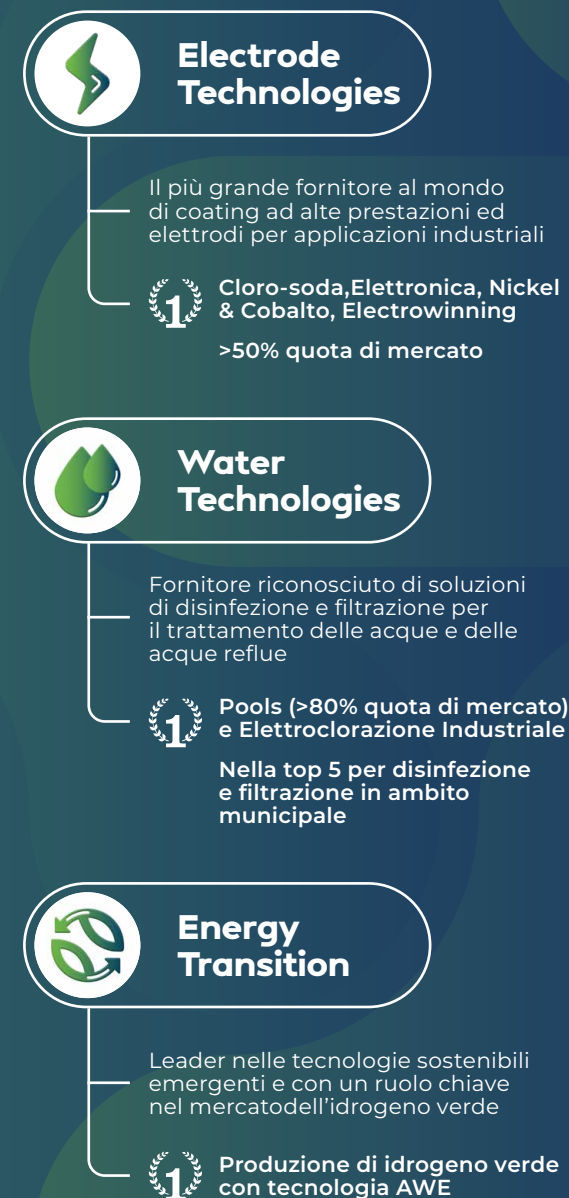 Electrode
Technologies
Il più grande fornitore al mondo
di coating ad alte prestazioni ed
elettrodi per applicazioni industriali
1
Cloro-soda,Elettronica, Nickel
& Cobalto, Electrowinning
>50% quota di mercato
Water
Technologies
Fornitore riconosciuto di soluzioni
di disinfezione e filtrazione per
il trattamento delle acque e delle
acque reflue
1
Pools (>80% quota di mercato)
e Elettroclorazione Industriale
Nella top 5 per disinfezione
e filtrazione in ambito
municipale
Energy
Transition
Leader nelle tecnologie sostenibili
emergenti e con un ruolo chiave
nel mercatodell’idrogeno verde
1
Produzione di idrogeno verde
con tecnologia AWE